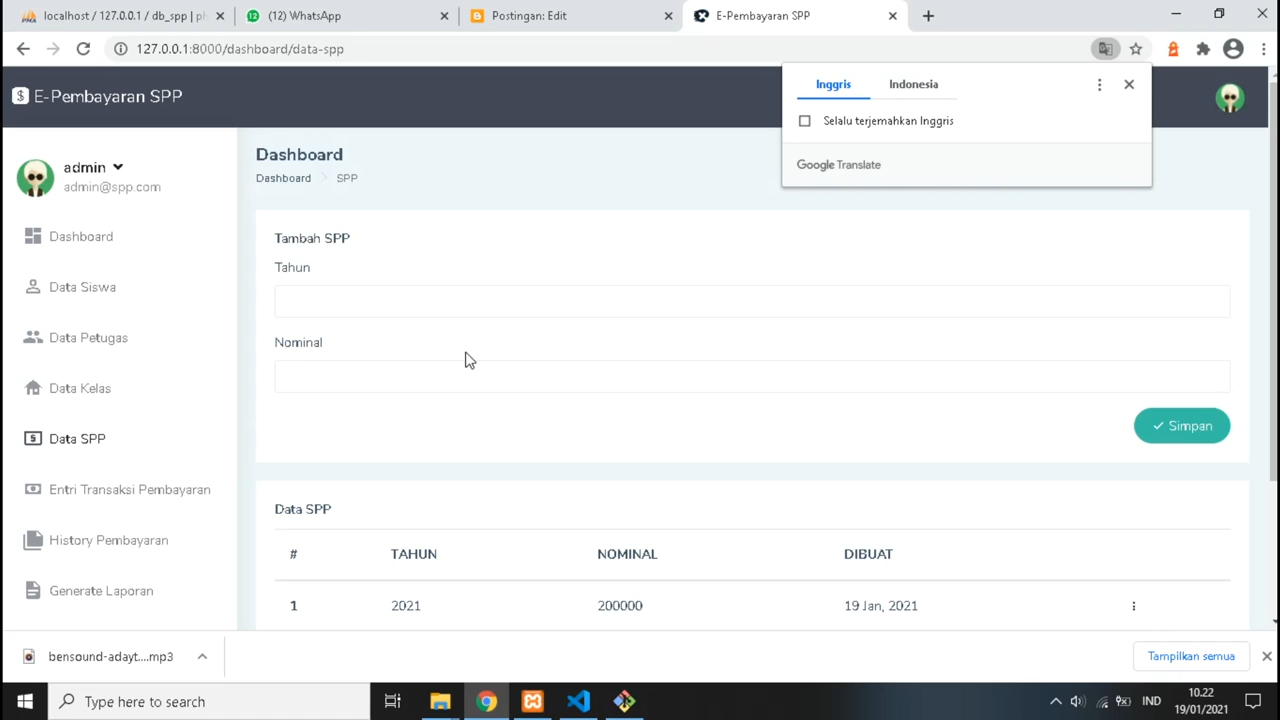 localhost / 127.0.0.1 / db_spp | ph
(12) WhatsApp
Postingan: Edit
E-Pembayaran SPP
127.0.0.1:8000/dashboard/data-spp
Inggris
Indonesia
Selalu terjemahkan Inggris
Google Translate
E-Pembayaran SPP
admin
admin@spp.com
Dashboard
Data Siswa
Data Petugas
Data Kelas
Data SPP
Entri Transaksi Pembayaran
History Pembayaran
Generate Laporan
Dashboard
Dashboard SPP
Tambah SPP
Tahun
Nominal
Simpan
Data SPP
# TAHUN NOMINAL DIBUAT
1 2021 200000 19 Jan, 2021
bensound-adayt....mp3
Tampilkan semua
Type here to search
IND
10.22
19/01/2021